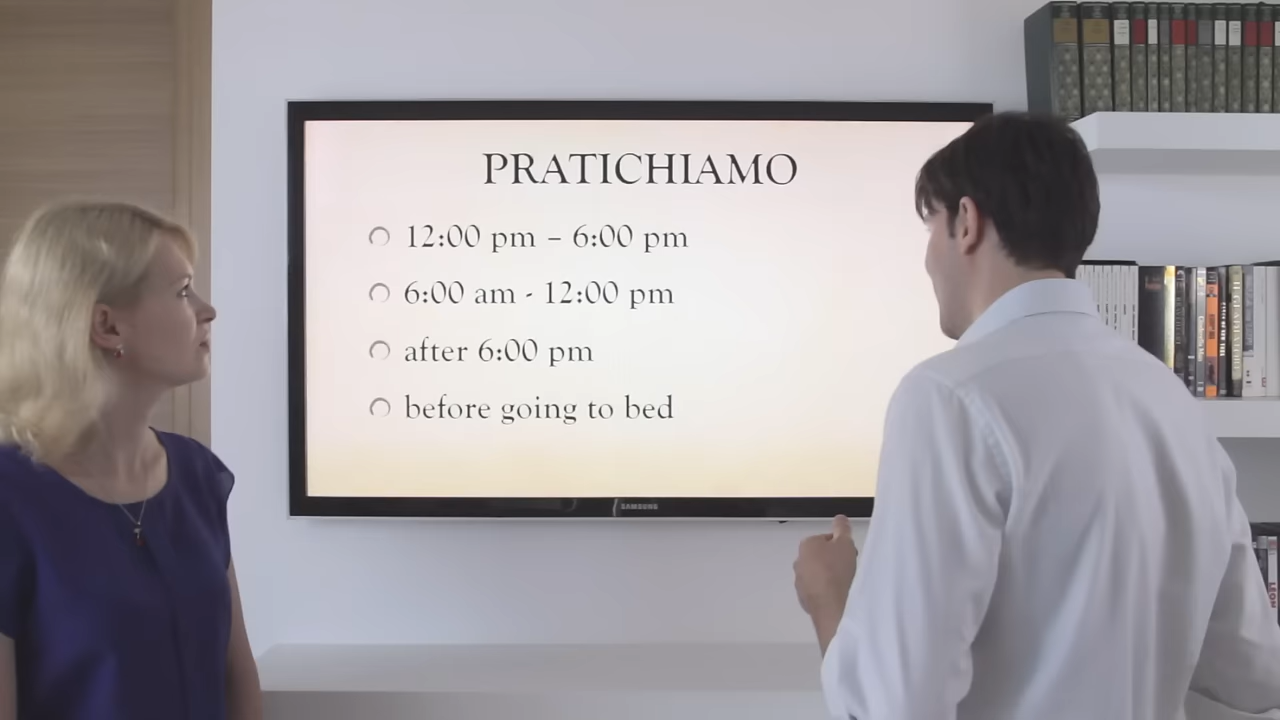 PRATICHIAMO
12:00 pm – 6:00 pm
6:00 am - 12:00 pm
after 6:00 pm
before going to bed
SAMSUNG